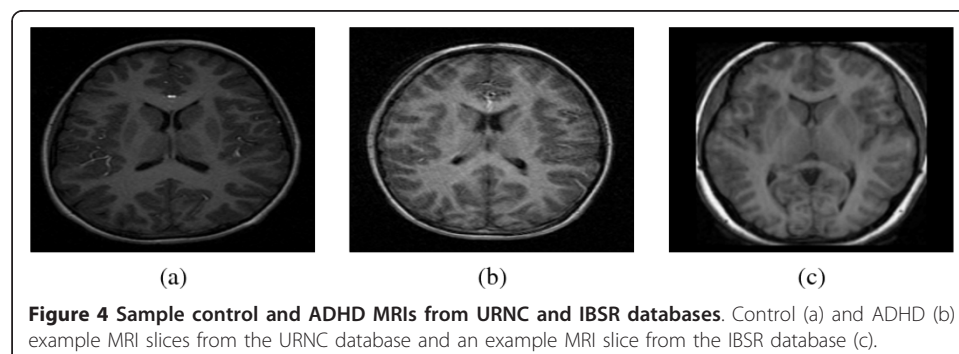 (a) (b) (c)
Figure 4 Sample control and ADHD MRIs from URNC and IBSR databases. Control (a) and ADHD (b)
example MRI slices from the URNC database and an example MRI slice from the IBSR database (c).